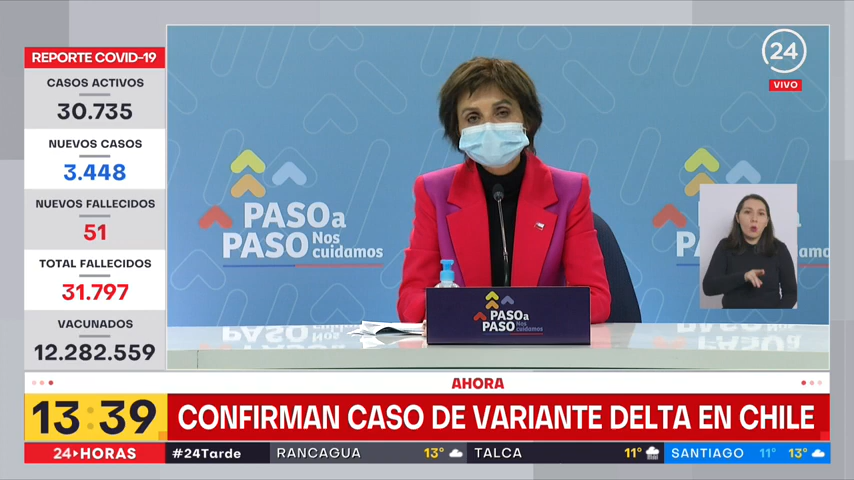 REPORTE COVID-19
CASOS ACTIVOS
30.735
NUEVOS CASOS
3.448
NUEVOS FALLECIDOS
51
TOTAL FALLECIDOS
31.797
VACUNADOS
12.282.559
24
VIVO
PASO a
PASO Nos
cuidamos
PASO a
PASO Nos
cuidamos
PASO a
PASO Nos
cuidamos
AHORA
13:39
CONFIRMAN CASO DE VARIANTE DELTA EN CHILE
24 HORAS
#24Tarde
RANCAGUA 13°
TALCA 11°
SANTIAGO 11° 13°